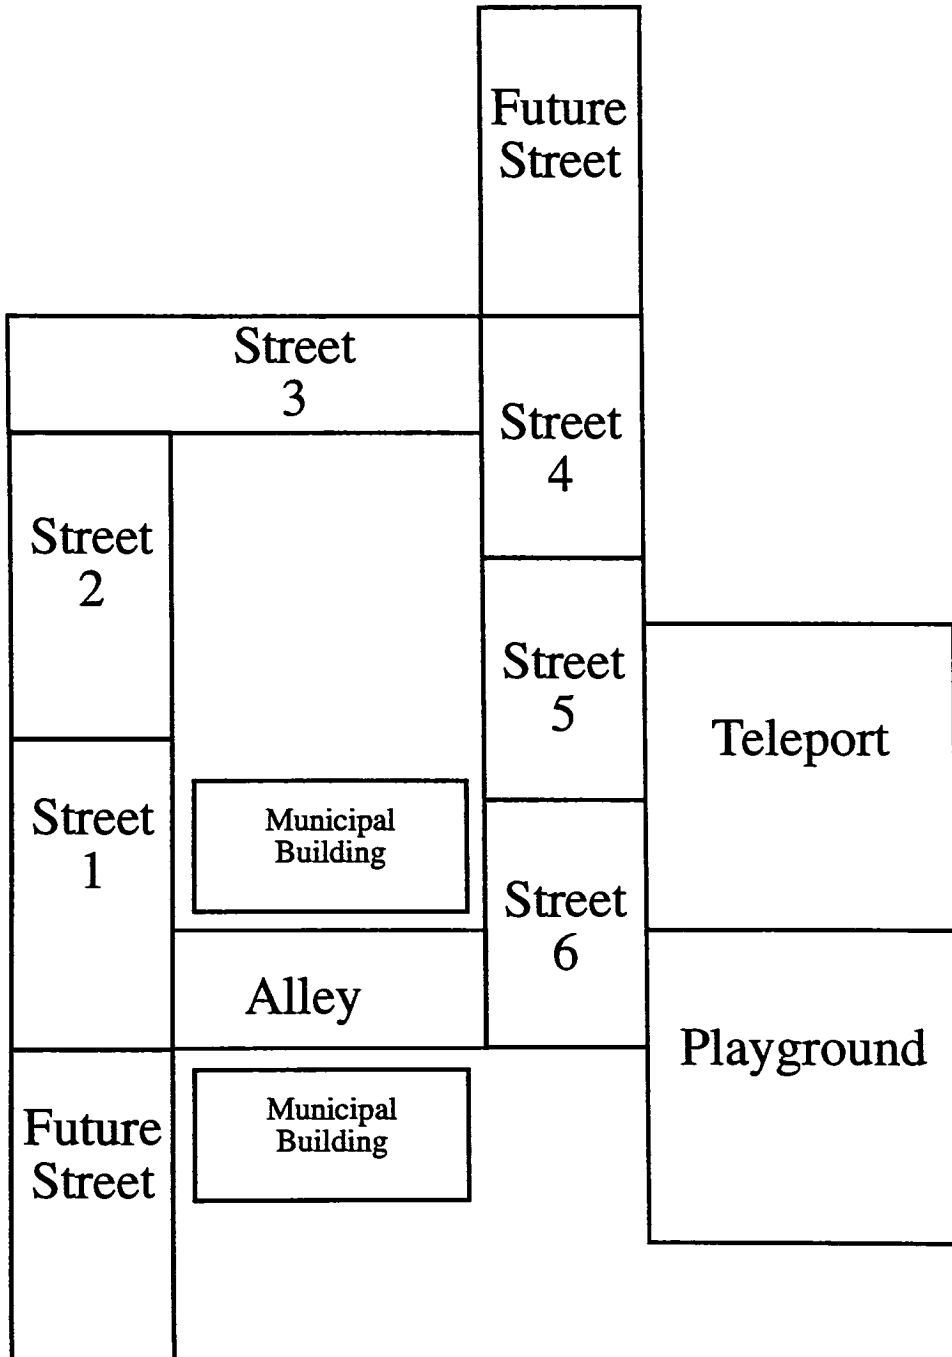 Future
Street
Street
3
Street
4
Street
2
Street
5
Teleport
Street
1
Municipal
Building
Street
6
Alley
Playground
Future
Street
Municipal
Building